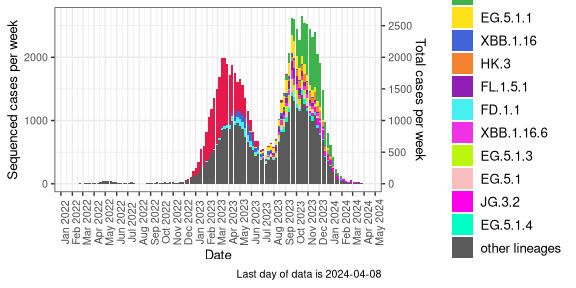 Sequenced cases per week
2000
1000
0
2500
2000
1500
1000
500
0
Total cases per week
Jan 2022
Feb 2022
Mar 2022
Apr 2022
May 2022
Jun 2022
Jul 2022
Aug 2022
Sep 2022
Oct 2022
Nov 2022
Dec 2022
Jan 2023
Feb 2023
Mar 2023
Apr 2023
May 2023
Jun 2023
Jul 2023
Aug 2023
Sep 2023
Oct 2023
Nov 2023
Dec 2023
Jan 2024
Feb 2024
Mar 2024
Apr 2024
May 2024
Date
Last day of data is 2024-04-08
EG.5.1.1
XBB.1.16
HK.3
FL.1.5.1
FD.1.1
XBB.1.16.6
EG.5.1.3
EG.5.1
JG.3.2
EG.5.1.4
other lineages